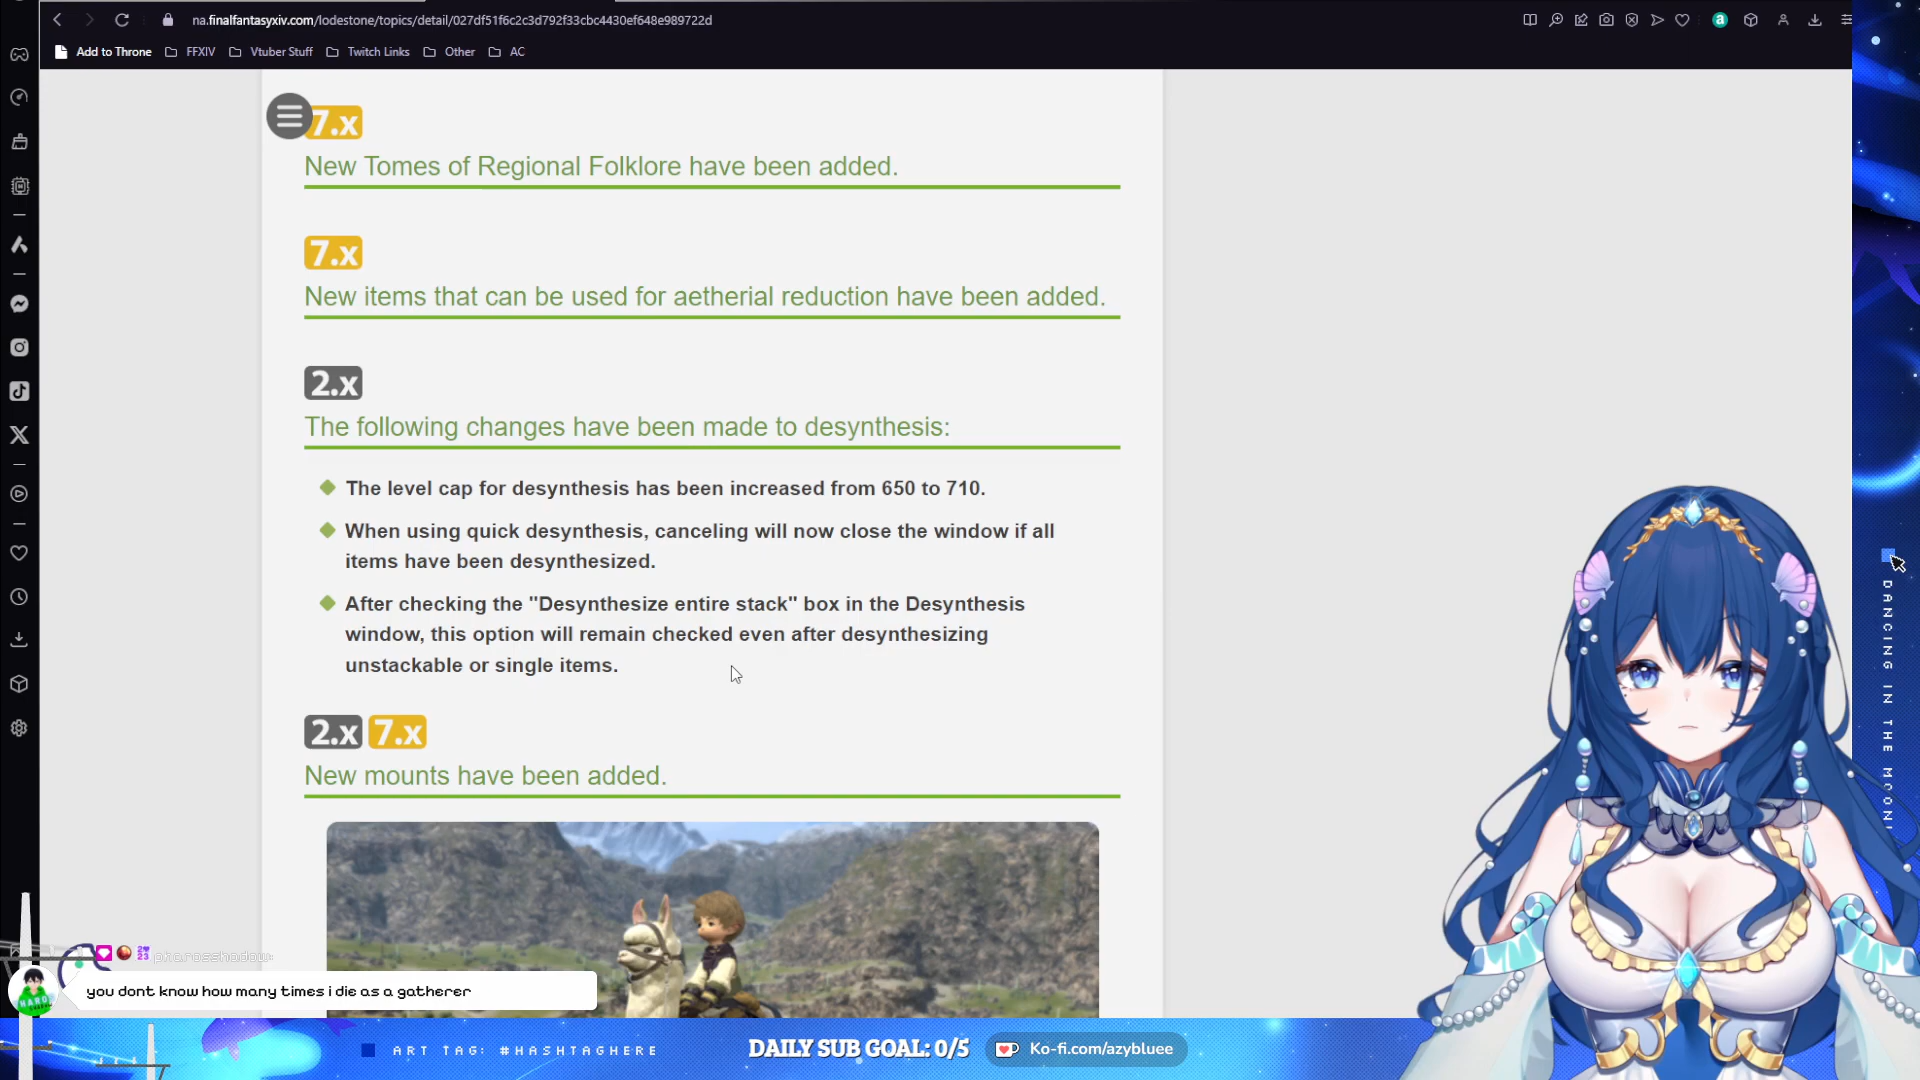 na.finalfantasyxiv.com/lodestone/topics/detail/027df51f6c2c3d792f33cbc4430ef648e989722d
Add to Throne FFXIV Vtuber Stuff Twitch Links Other AC
7.x
New Tomes of Regional Folklore have been added.
7.x
New items that can be used for aetherial reduction have been added.
2.x
The following changes have been made to desynthesis:
The level cap for desynthesis has been increased from 650 to 710.
When using quick desynthesis, canceling will now close the window if all
items have been desynthesized.
After checking the "Desynthesize entire stack" box in the Desynthesis
window, this option will remain checked even after desynthesizing
unstackable or single items.
2.x 7.x
New mounts have been added.
you dont know how many times i die as a gatherer
ART TAG: #HASHTAGHERE
DAILY SUB GOAL: 0/5
Ko-fi.com/azybluee
DANCING IN THE MOON!